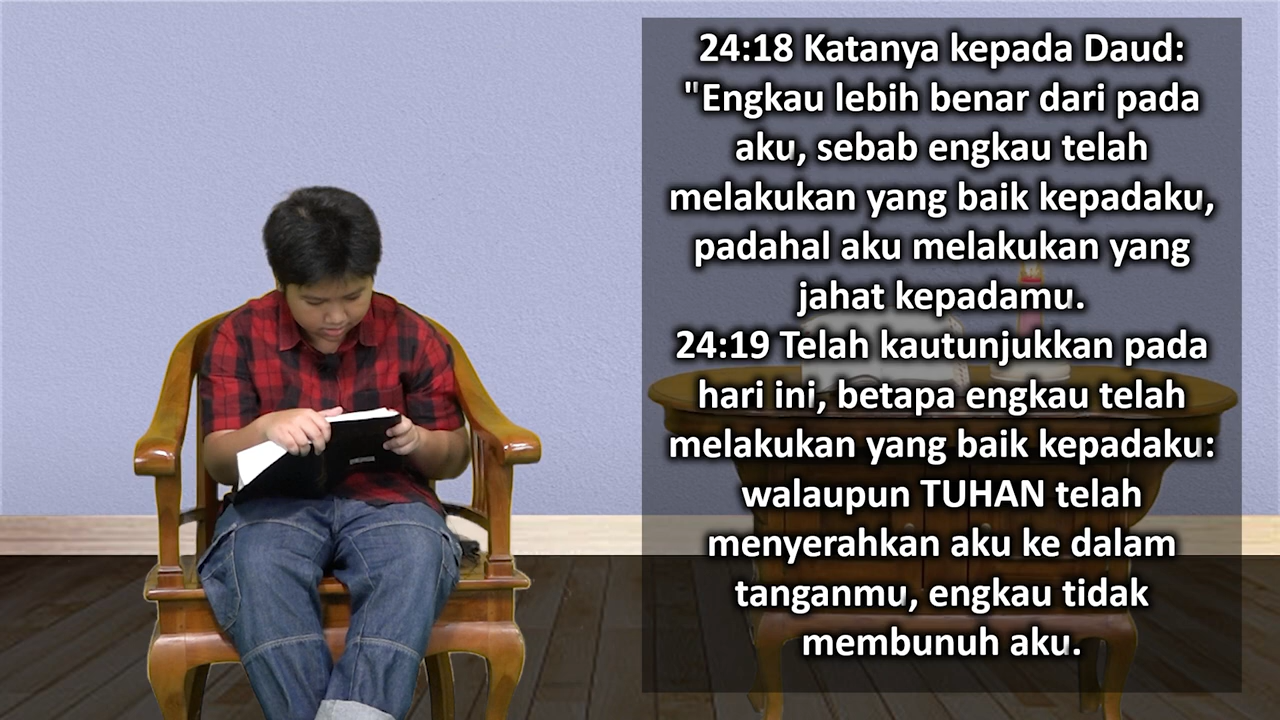 24:18 Katanya kepada Daud:
"Engkau lebih benar dari pada
aku, sebab engkau telah
melakukan yang baik kepadaku,
padahal aku melakukan yang
jahat kepadamu.
24:19 Telah kautunjukkan pada
hari ini, betapa engkau telah
melakukan yang baik kepadaku:
walaupun TUHAN telah
menyerahkan aku ke dalam
tanganmu, engkau tidak
membunuh aku.